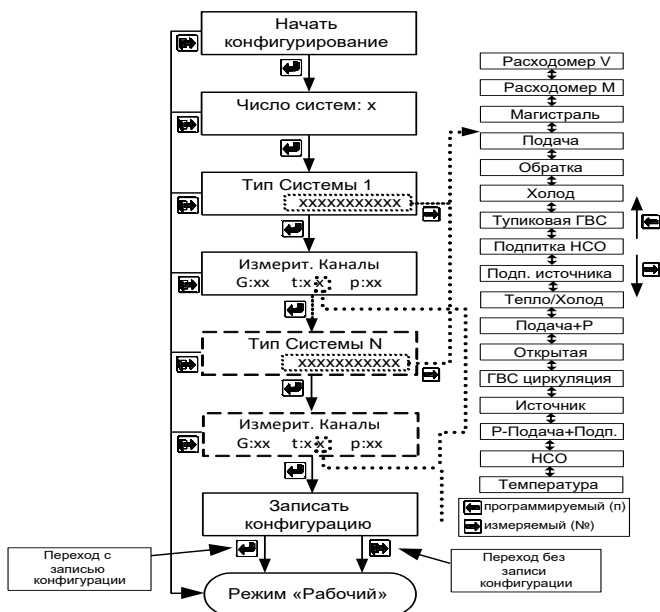 Начать
конфигурирование
Число систем: x
Тип Системы 1
XXXXXXXXXXX
Измерит. Каналы
G:xx t:x x p:xx
Тип Системы N
XXXXXXXXXXX
Измерит. Каналы
G:xx t:x x p:xx
Записать
конфигурацию
Переход с
записью
конфигурации
Переход без
записи
конфигурации
Режим «Рабочий»
Расходомер V
Расходомер M
Магистраль
Подача
Обратка
Холод
Тупиковая ГВС
Подпитка НСО
Подп. источника
Тепло/Холод
Подача+Р
Открытая
ГВС циркуляция
Источник
Р-Подача+Подп.
НСО
Температура
программируемый (п)
измеряемый (№)